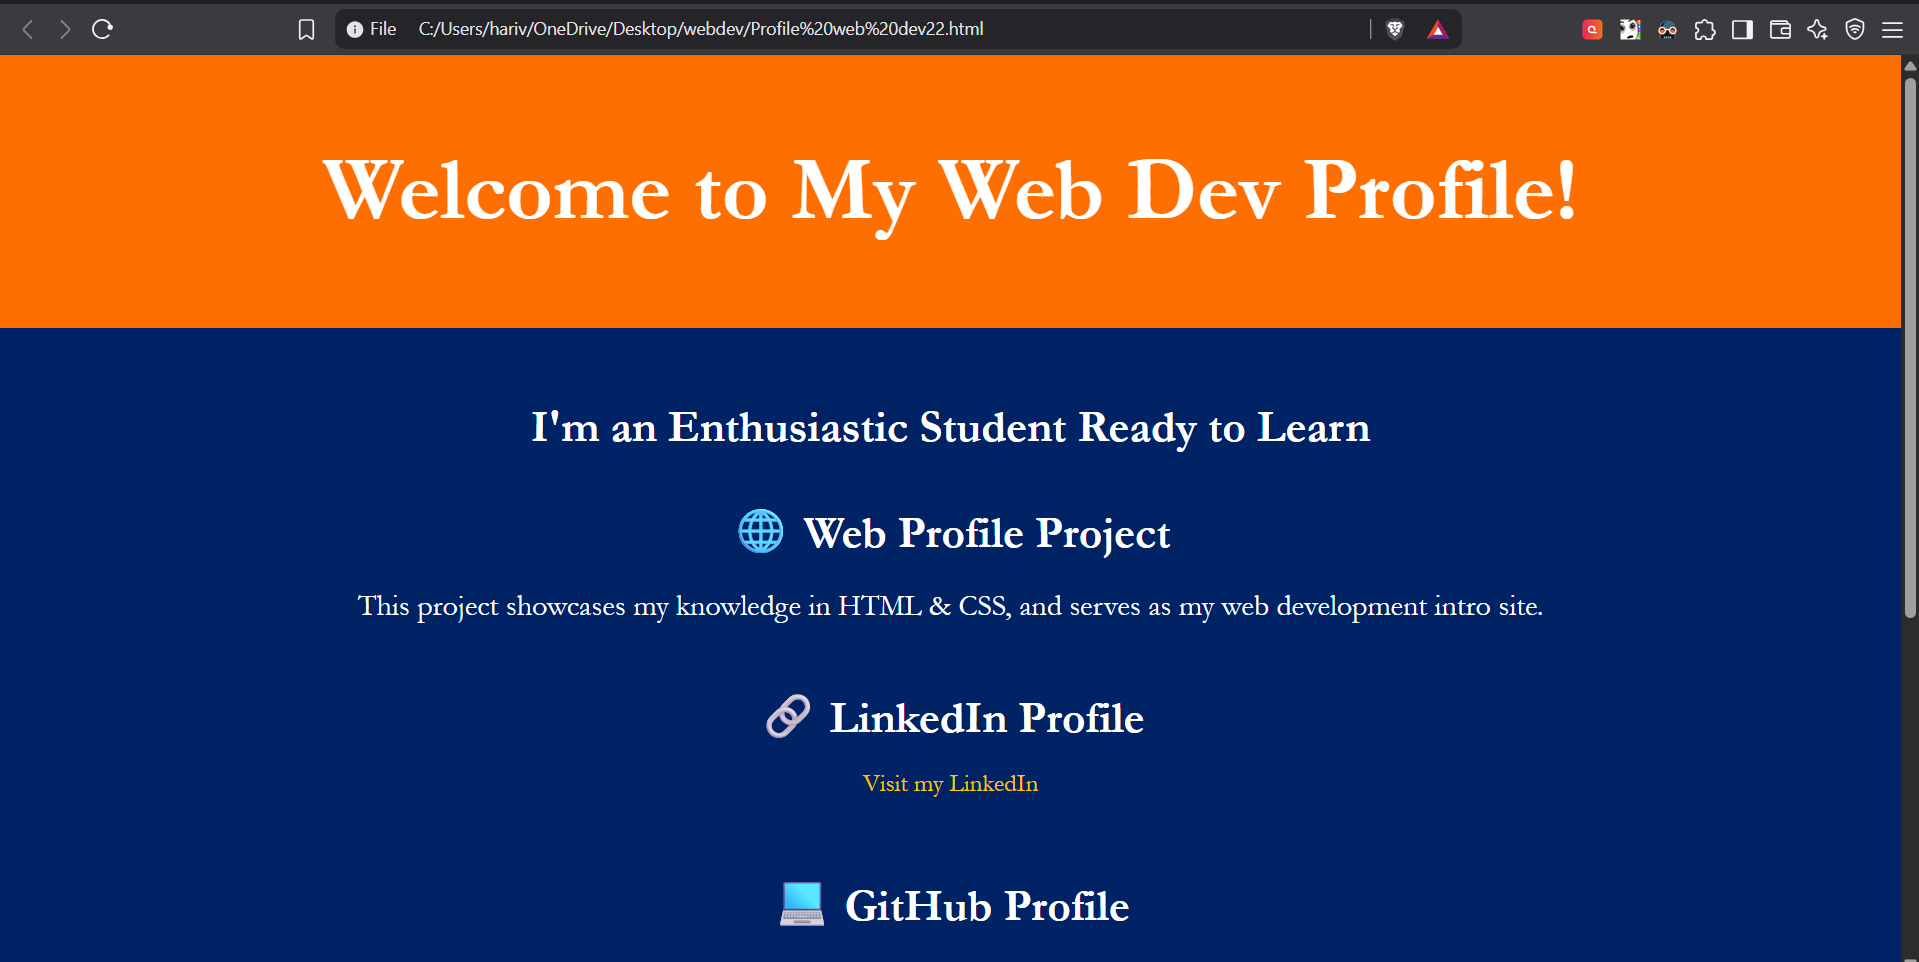 File C:/Users/hariv/OneDrive/Desktop/webdev/Profile%20web%20dev22.html
Welcome to My Web Dev Profile!
I'm an Enthusiastic Student Ready to Learn
🌐 Web Profile Project
This project showcases my knowledge in HTML & CSS, and serves as my web development intro site.
🔗 LinkedIn Profile
Visit my LinkedIn
💻 GitHub Profile